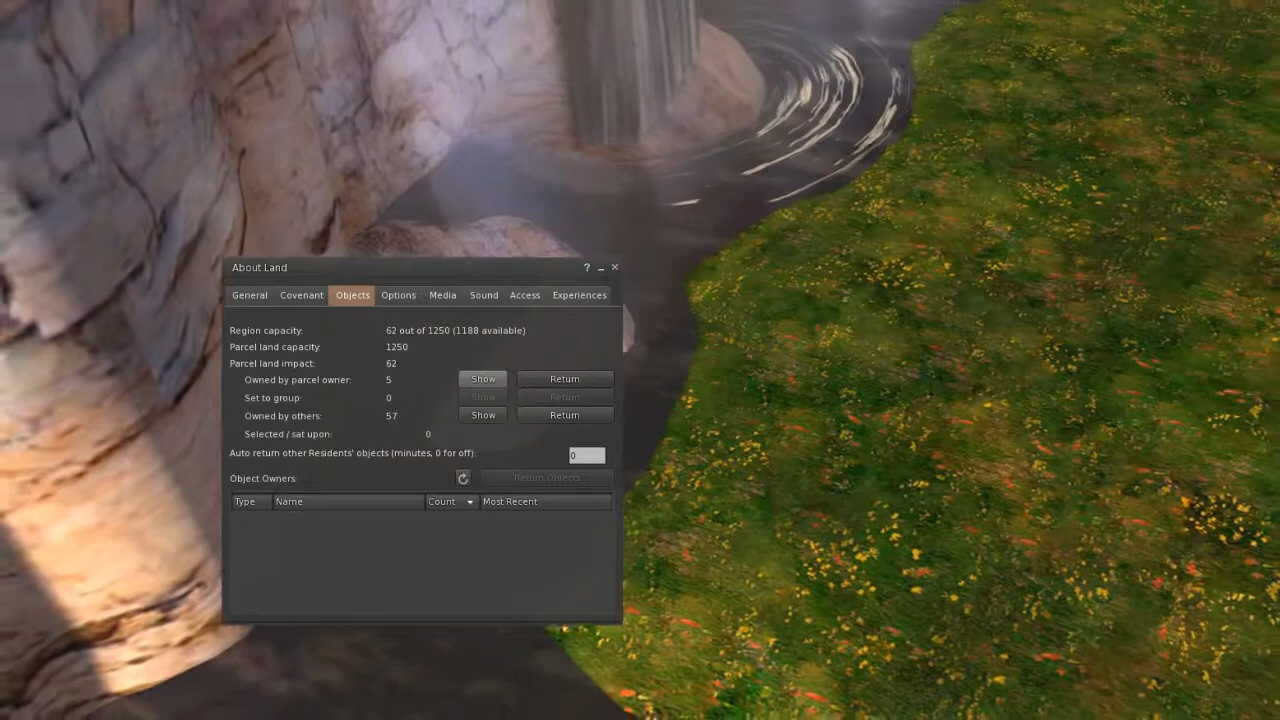 About Land ?
General Covenant Objects Options Media Sound Access Experiences
Region capacity: 62 out of 1250 (1188 available)
Parcel land capacity: 1250
Parcel land impact: 62
Owned by parcel owner: 5 Show Return
Set to group: 0 Show Return
Owned by others: 57 Show Return
Selected / sat upon: 0
Auto return other Residents' objects (minutes, 0 for off): 0
Object Owners: Return Objects
Type Name Count Most Recent